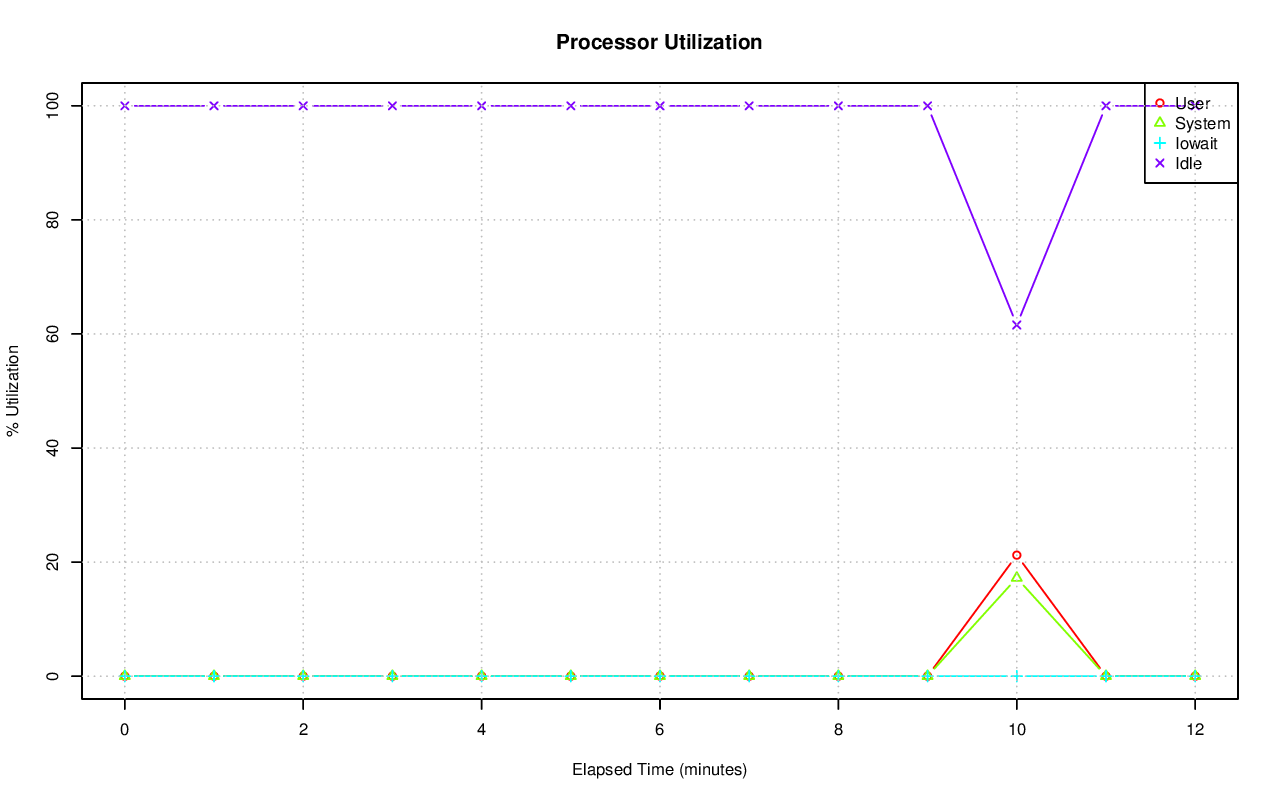 Processor Utilization
% Utilization
100
80
60
40
20
0
User
System
Iowait
Idle
0 2 4 6 8 10 12
Elapsed Time (minutes)